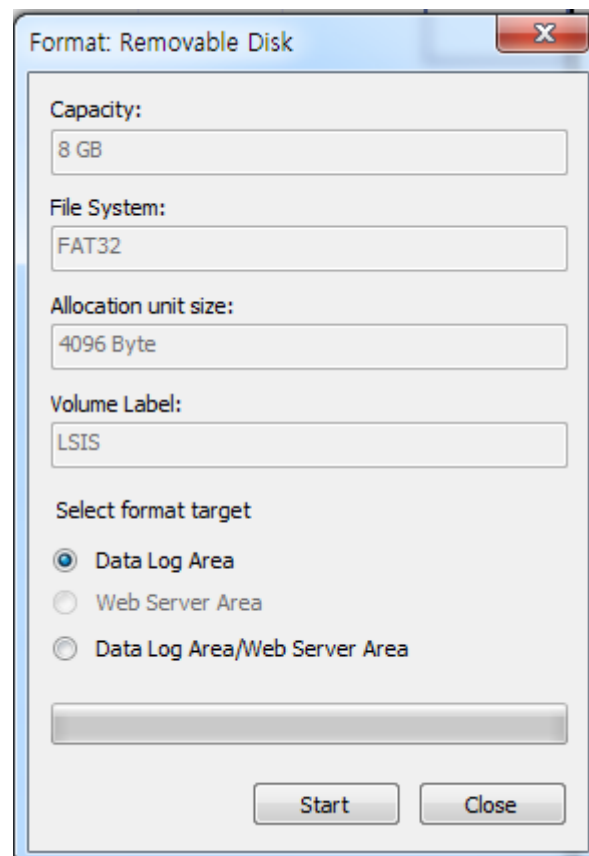 Format: Removable Disk
Capacity:
8 GB
File System:
FAT32
Allocation unit size:
4096 Byte
Volume Label:
LSIS
Select format target
Data Log Area
Web Server Area
Data Log Area/Web Server Area
Start Close